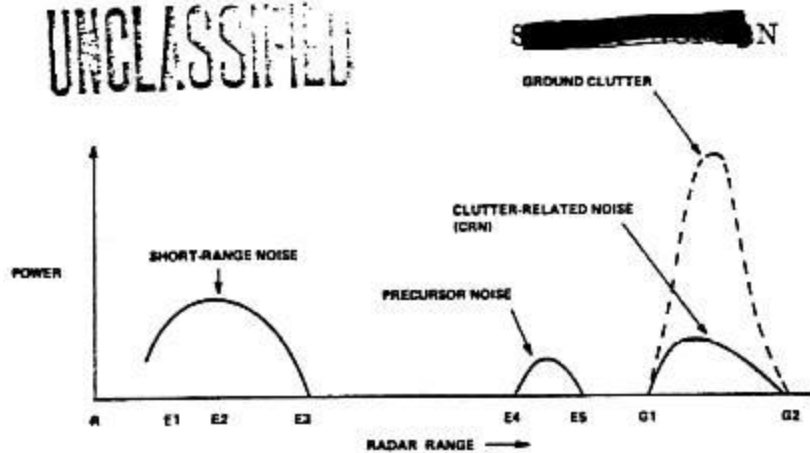 UNCLASSIFIED
GROUND CLUTTER
CLUTTER-RELATED NOISE
(CRN)
SHORT-RANGE NOISE
POWER
PRECURSOR NOISE
E1 E2 E3 E4 E5 G1 G2
RADAR RANGE